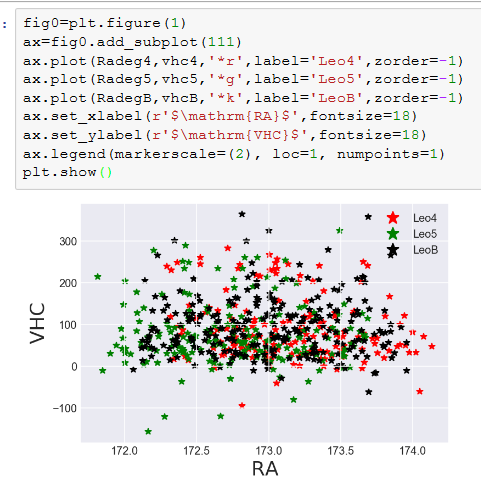 fig0=plt.figure(1)
ax=fig0.add_subplot(111)
ax.plot(Radeg4,vhc4,'*r',label='Leo4',zorder=-1)
ax.plot(Radeg5,vhc5,'*g',label='Leo5',zorder=-1)
ax.plot(RadegB,vhcB,'*k',label='LeoB',zorder=-1)
ax.set_xlabel(r'$\mathrm{RA}$',fontsize=18)
ax.set_ylabel(r'$\mathrm{VHC}$',fontsize=18)
ax.legend(markerscale=(2), loc=1, numpoints=1)
plt.show()
Leo4
Leo5
LeoB
300
200
100
0
−100
VHC
172.0 172.5 173.0 173.5 174.0
RA